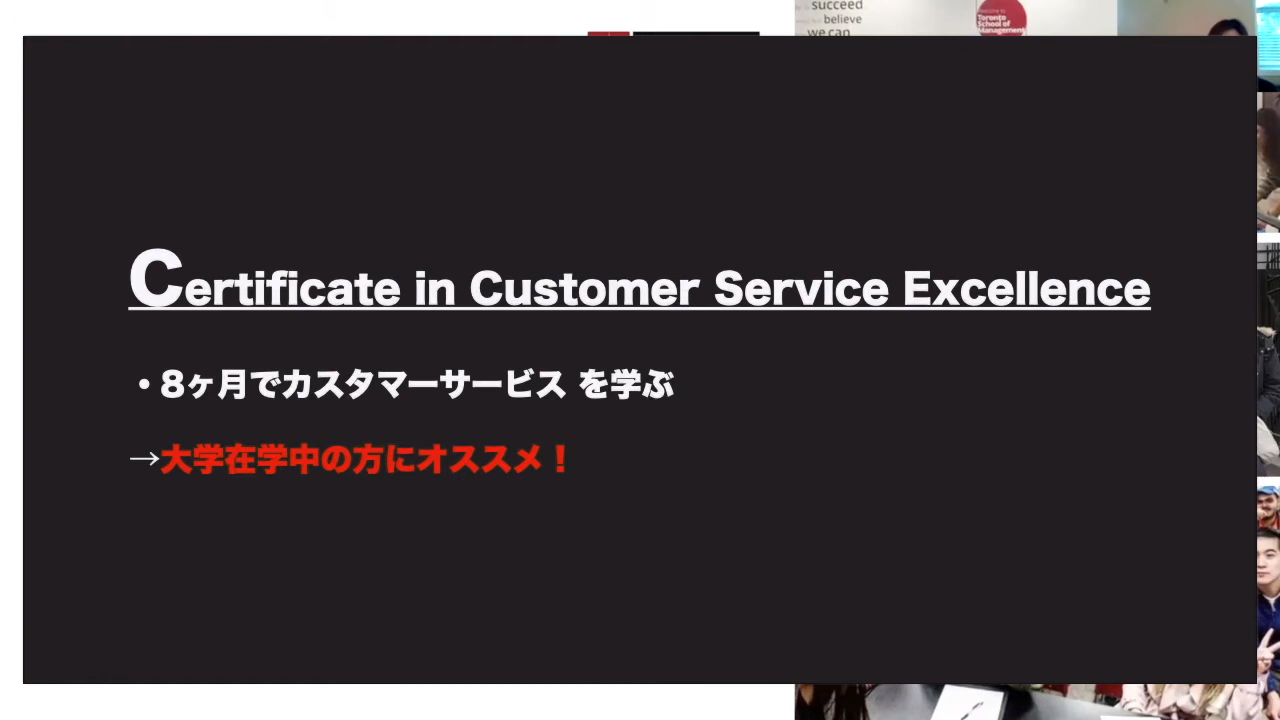 succeed
believe
we can
Welcome to
Toronto
School of
Management
Certificate in Customer Service Excellence
・8ヶ月でカスタマーサービス を学ぶ
→大学在学中の方にオススメ！